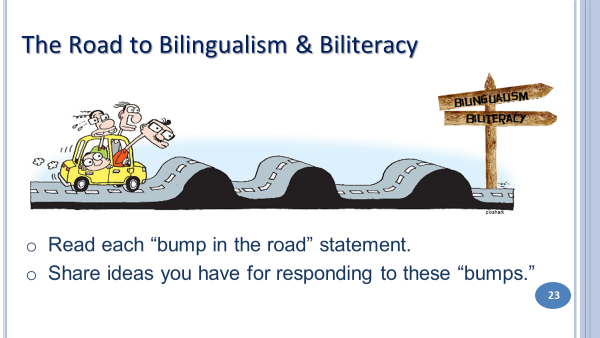 The Road to Bilingualism & Biliteracy
BILINGUALISM
BILITERACY
o Read each “bump in the road” statement.
o Share ideas you have for responding to these “bumps.”
23